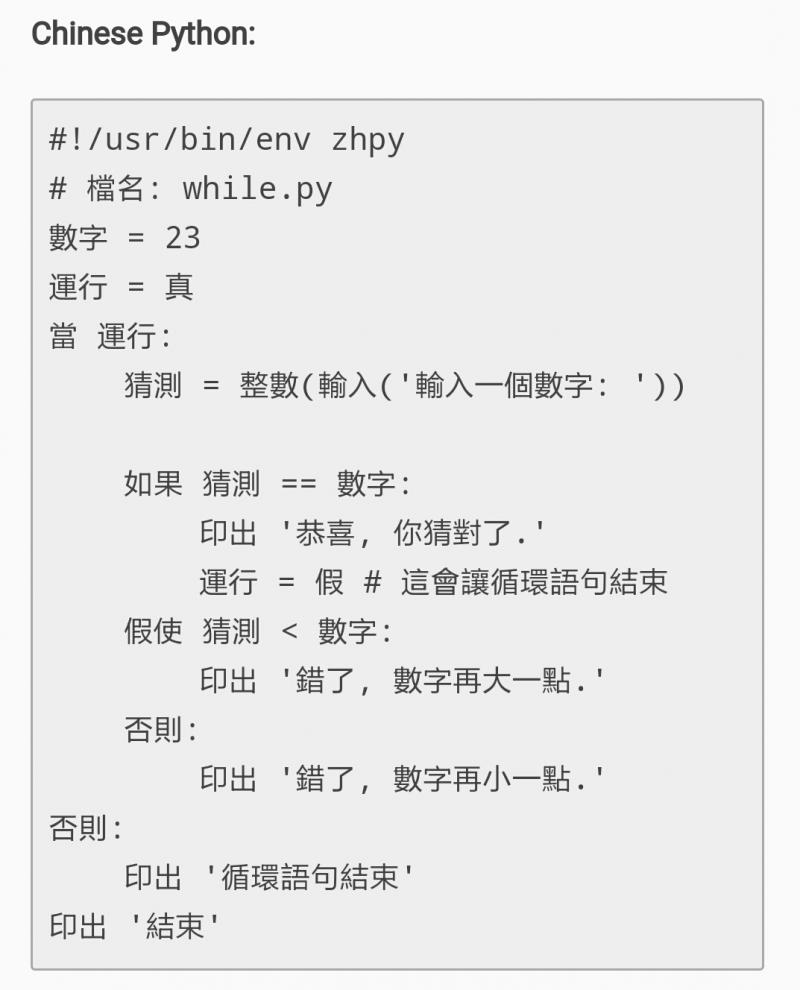 Chinese Python:
#!/usr/bin/env zhpy
# 檔名: while.py
數字 = 23
運行 = 真
當 運行:
    猜測 = 整數(輸入('輸入一個數字: '))

    如果 猜測 == 數字:
        印出 '恭喜, 你猜對了.'
        運行 = 假 # 這會讓循環語句結束
    假使 猜測 < 數字:
        印出 '錯了, 數字再大一點.'
    否則:
        印出 '錯了, 數字再小一點.'
否則:
    印出 '循環語句結束'
印出 '結束'